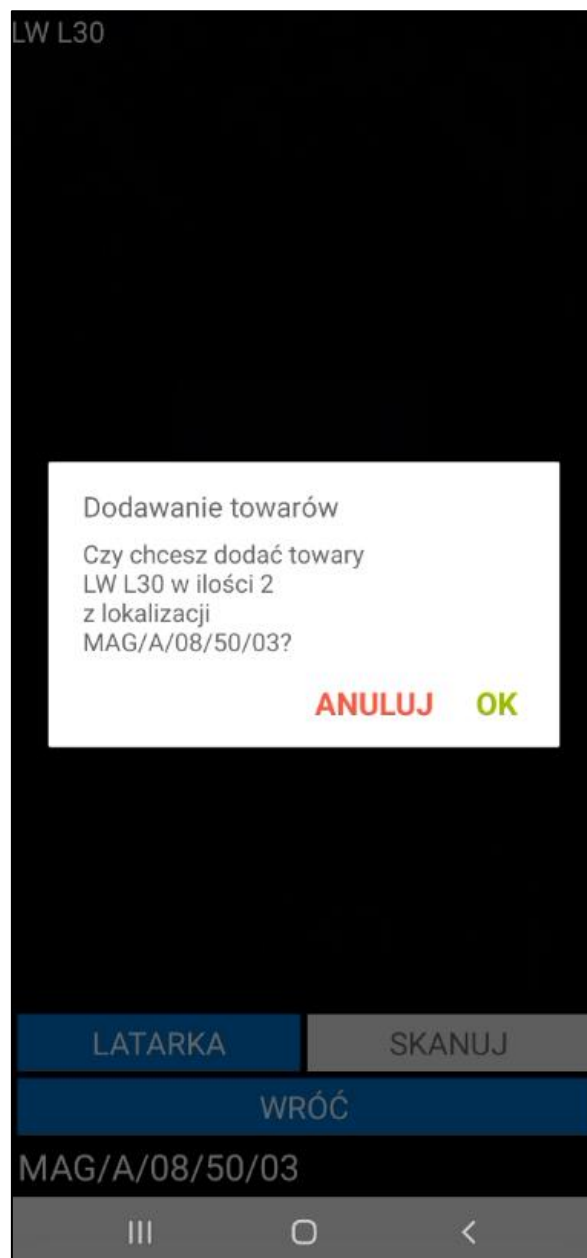 LW L30
Dodawanie towarów
Czy chcesz dodać towary
LW L30 w ilości 2
z lokalizacji
MAG/A/08/50/03?
ANULUJ OK
LATARKA SKANUJ
WRÓĆ
MAG/A/08/50/03